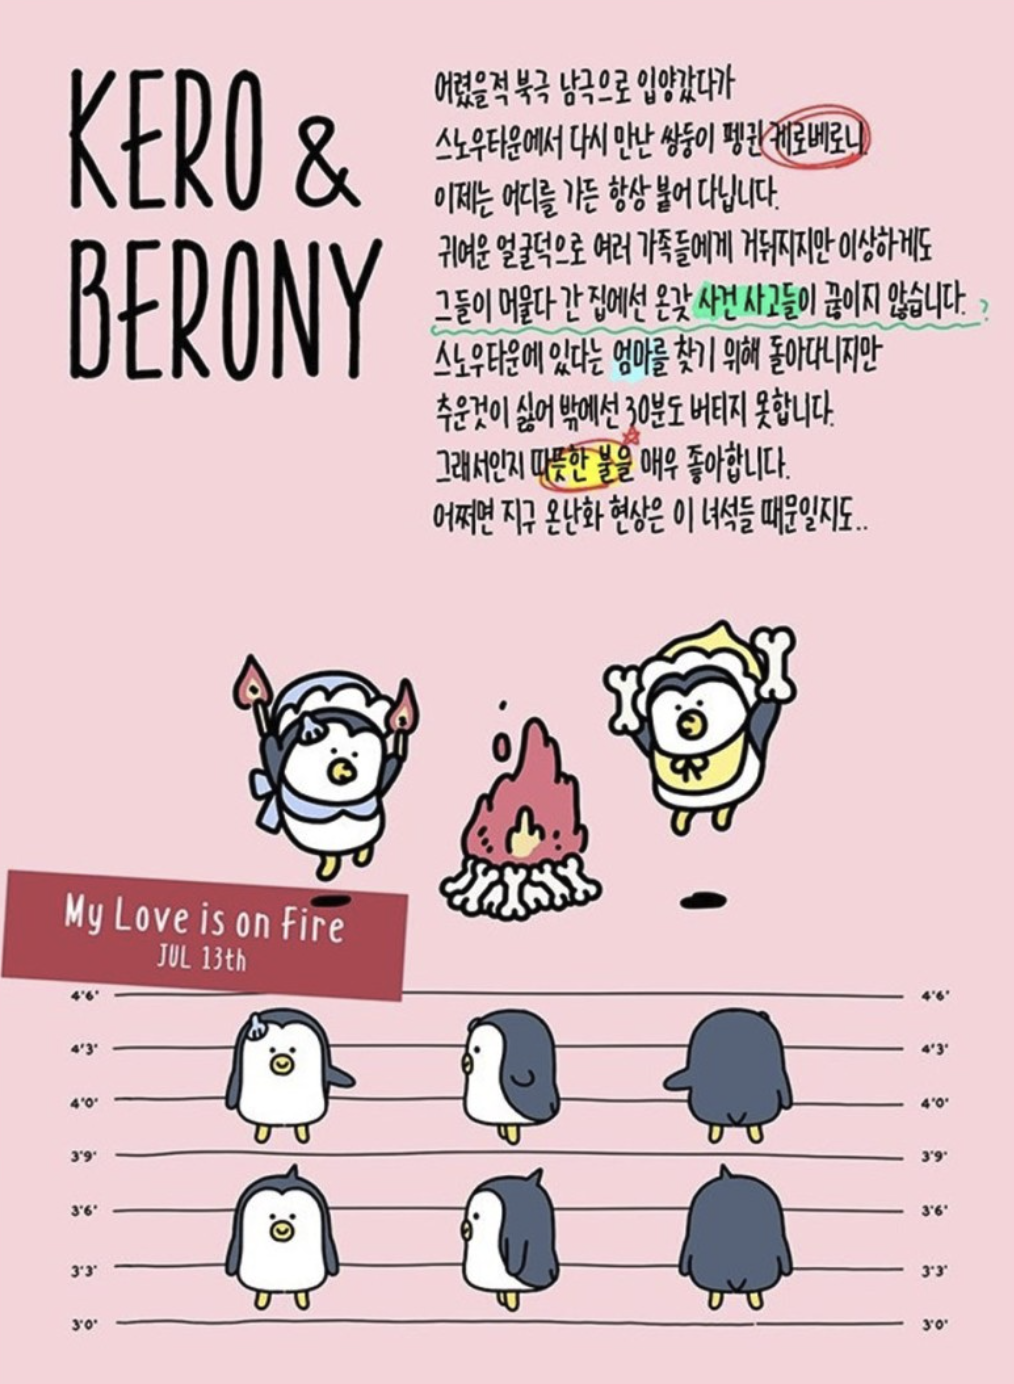 KERO &
BERONY
어렸을적 북극 남극으로 입양갔다가
스노우타운에서 다시 만난 쌍둥이 펭귄 케로베로니.
이제는 어디를 가든 항상 붙어 다닙니다.
귀여운 얼굴덕으로 여러 가족들에게 거둬지지만 이상하게도
그들이 머물다 간 집에선 온갖 사건 사고들이 끊이지 않습니다. ?
스노우타운에 있다는 엄마를 찾기 위해 돌아다니지만
추운것이 싫어 밖에선 30분도 버티지 못합니다.
그래서인지 따뜻한 불을 매우 좋아합니다.
어쩌면 지구 온난화 현상은 이 녀석들 때문일지도..
My Love is on Fire
JUL 13th
4'6" 4'6"
4'3" 4'3"
4'0" 4'0"
3'9" 3'9"
3'6" 3'6"
3'3" 3'3"
3'0" 3'0"